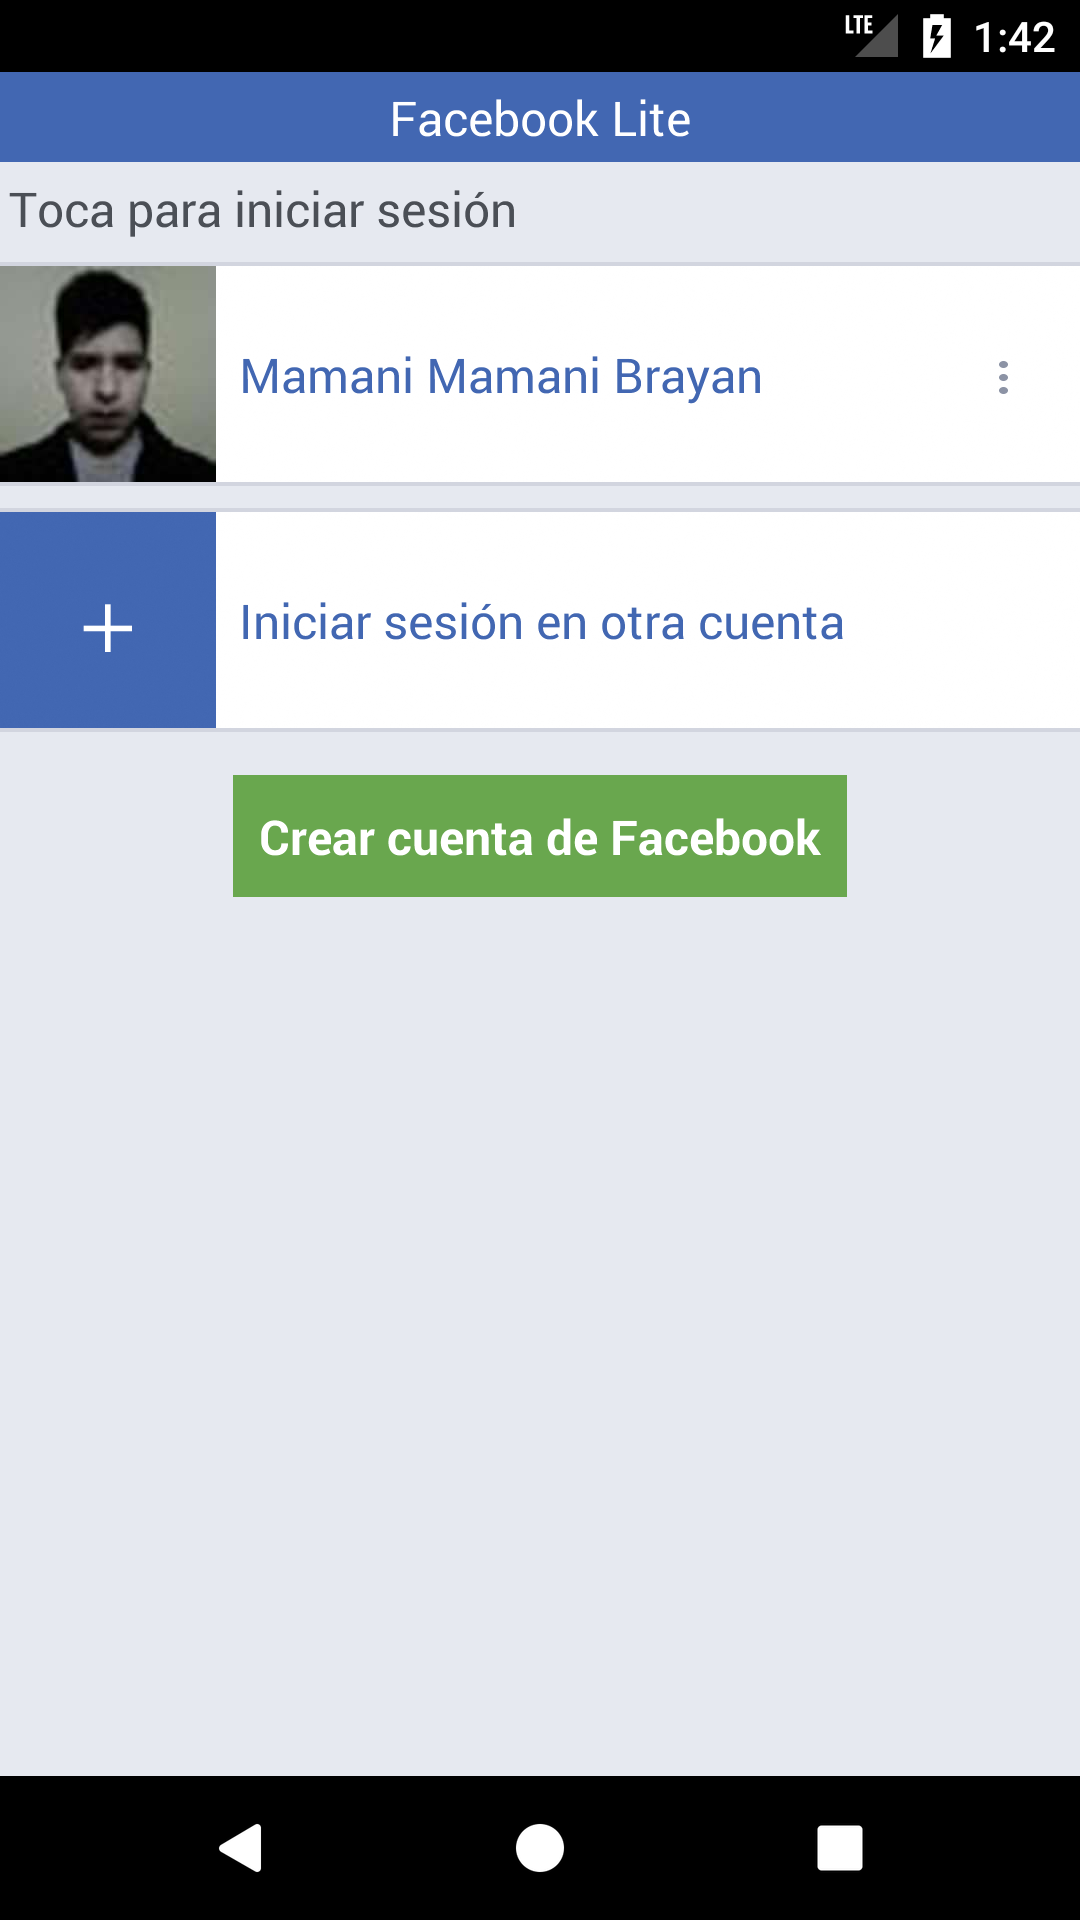 LTE 1:42
Facebook Lite
Toca para iniciar sesión
Mamani Mamani Brayan
Iniciar sesión en otra cuenta
Crear cuenta de Facebook